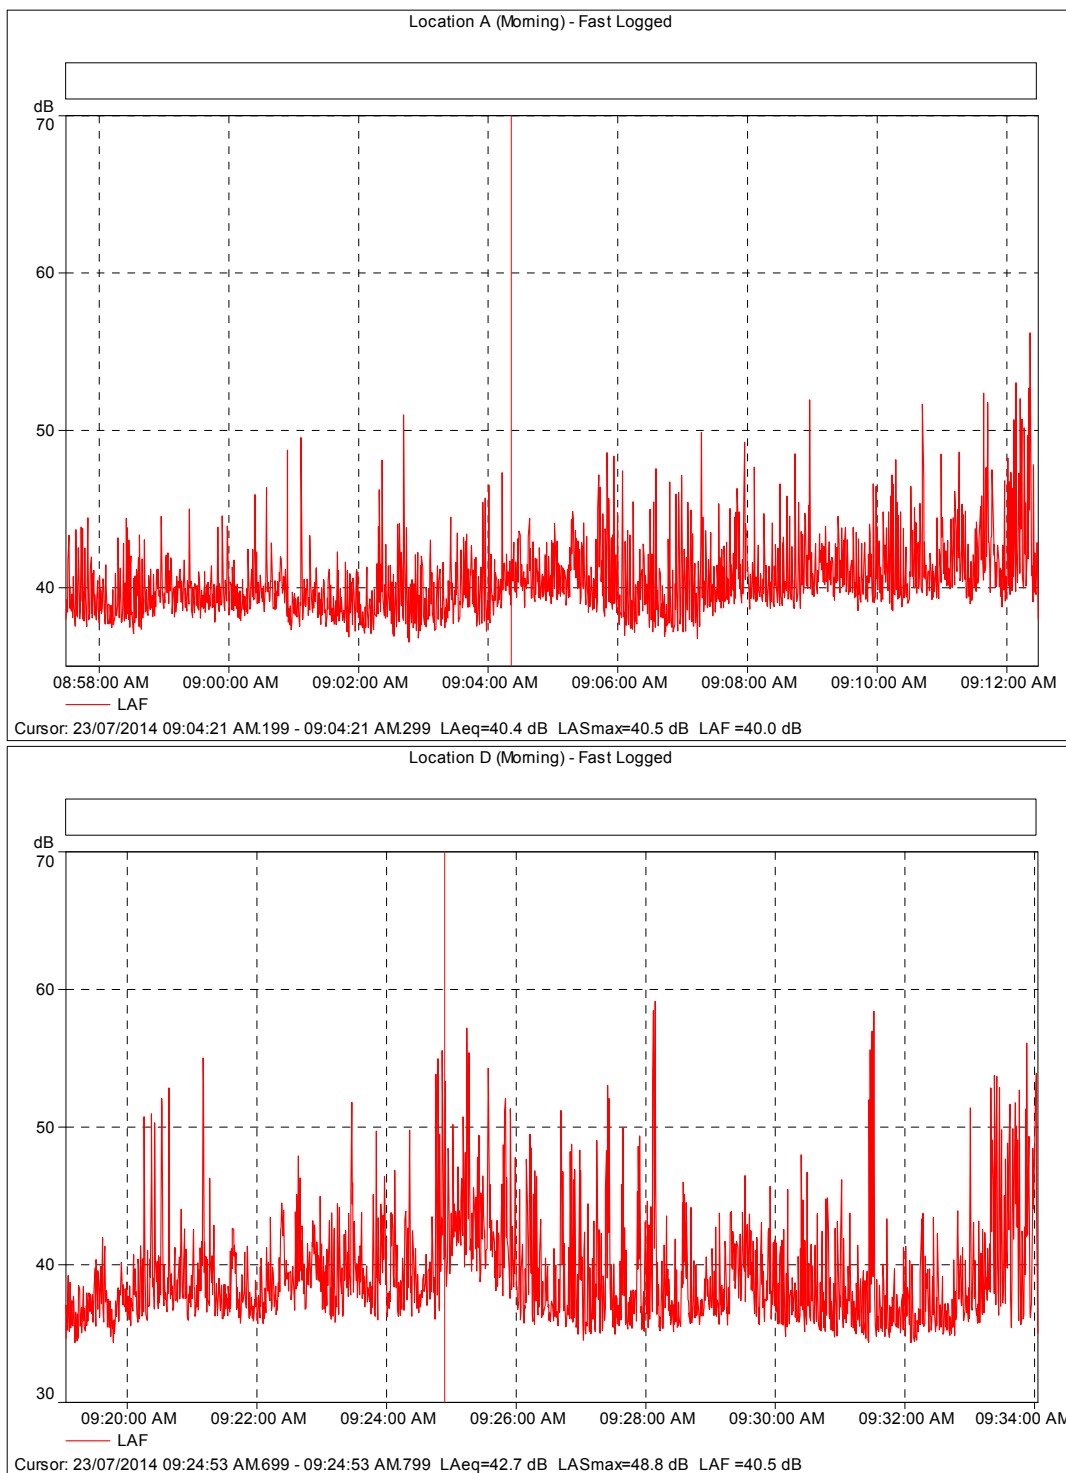 Location A (Morning) - Fast Logged
dB
70
60
50
40
08:58:00 AM 09:00:00 AM 09:02:00 AM 09:04:00 AM 09:06:00 AM 09:08:00 AM 09:10:00 AM 09:12:00 AM
LAF
Cursor: 23/07/2014 09:04:21 AM.199 - 09:04:21 AM.299 LAeq=40.4 dB LASmax=40.5 dB LAF =40.0 dB
Location D (Morning) - Fast Logged
dB
70
60
50
40
30
09:20:00 AM 09:22:00 AM 09:24:00 AM 09:26:00 AM 09:28:00 AM 09:30:00 AM 09:32:00 AM 09:34:00 AM
LAF
Cursor: 23/07/2014 09:24:53 AM.699 - 09:24:53 AM.799 LAeq=42.7 dB LASmax=48.8 dB LAF =40.5 dB